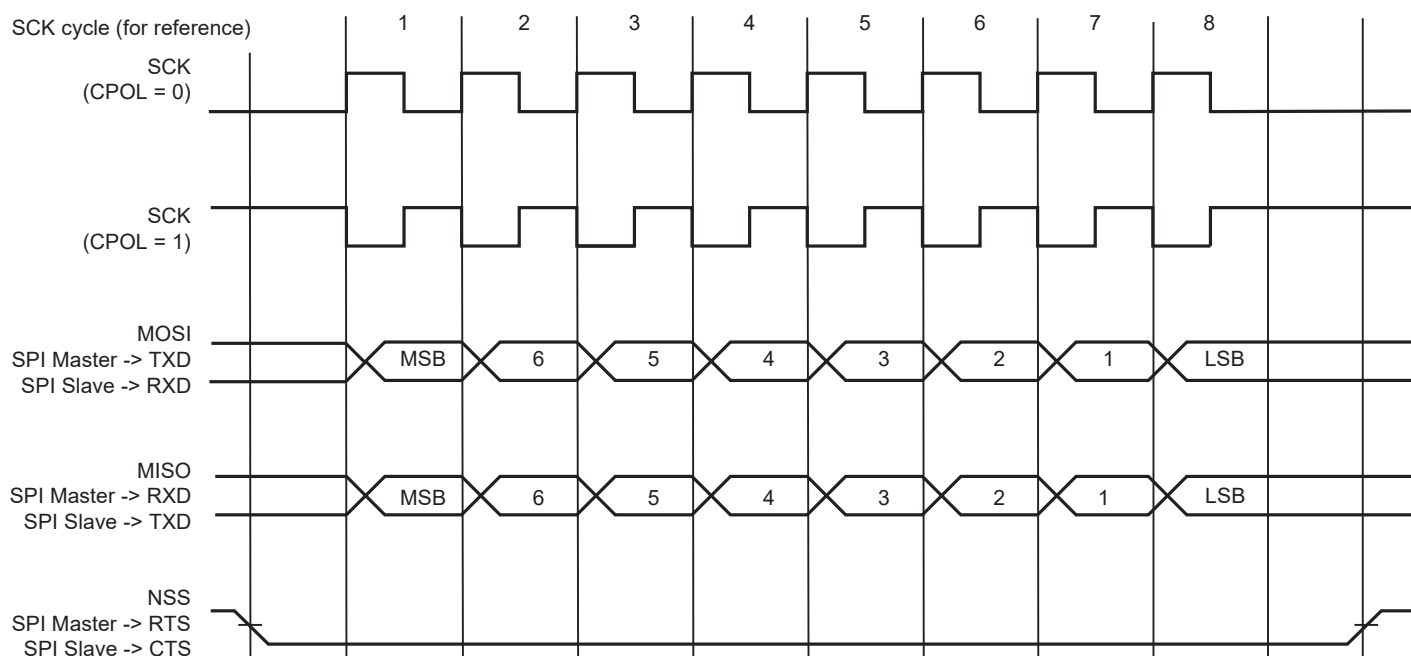 SCK cycle (for reference)
1 2 3 4 5 6 7 8
SCK
(CPOL = 0)
SCK
(CPOL = 1)
MOSI
SPI Master -> TXD
SPI Slave -> RXD
MSB 6 5 4 3 2 1 LSB
MISO
SPI Master -> RXD
SPI Slave -> TXD
MSB 6 5 4 3 2 1 LSB
NSS
SPI Master -> RTS
SPI Slave -> CTS